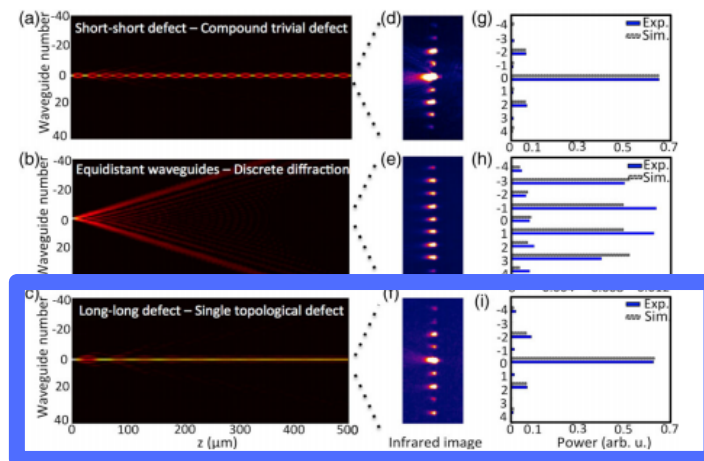 (a)
Short-short defect – Compound trivial defect
Waveguide number
-40
-20
0
20
40
(d)
(g)
Exp.
Sim.
-4
-3
-2
-1
0
1
2
3
4
0 0.1 0.3 0.5 0.7
(b)
Equidistant waveguides – Discrete diffraction
Waveguide number
-40
-20
0
20
(e)
(h)
Exp.
Sim.
-4
-3
-2
-1
0
1
2
3
4
(c)
Long-long defect – Single topological defect
Waveguide number
-40
-20
0
20
40
0 100 200 300 400 500
z (μm)
(f)
Infrared image
(i)
Exp.
Sim.
-4
-2
-1
0
1
2
3
4
0 0.1 0.3 0.5 0.7
Power (arb. u.)